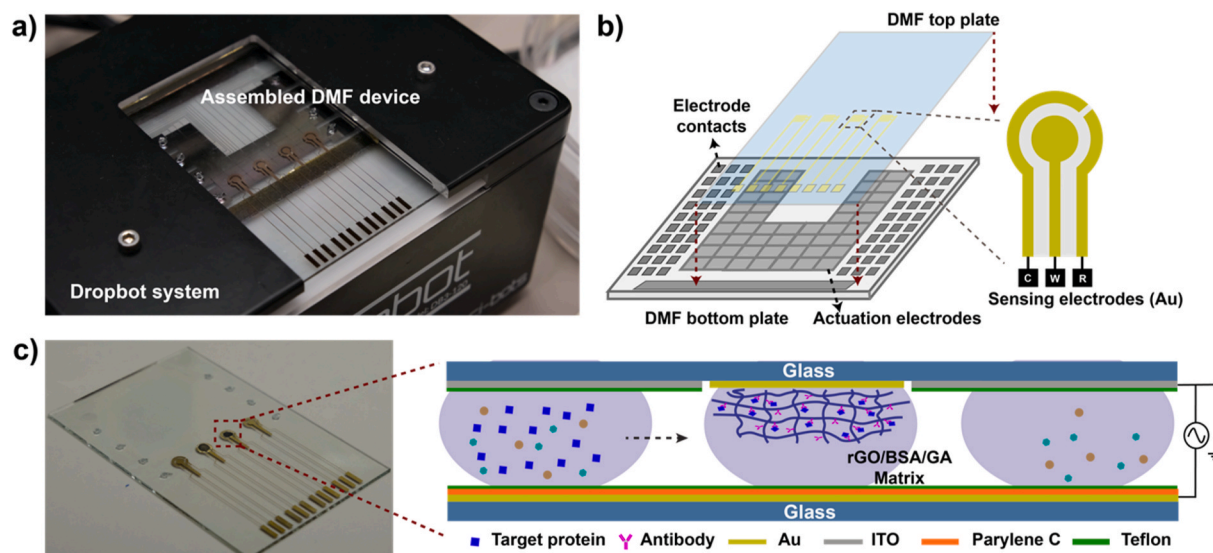 a)
Assembled DMF device
Dropbot system
b)
DMF top plate
Electrode
contacts
C W R
Sensing electrodes (Au)
DMF bottom plate
Actuation electrodes
c)
Glass
rGO/BSA/GA
Matrix
Glass
Target protein Antibody Au ITO Parylene C Teflon